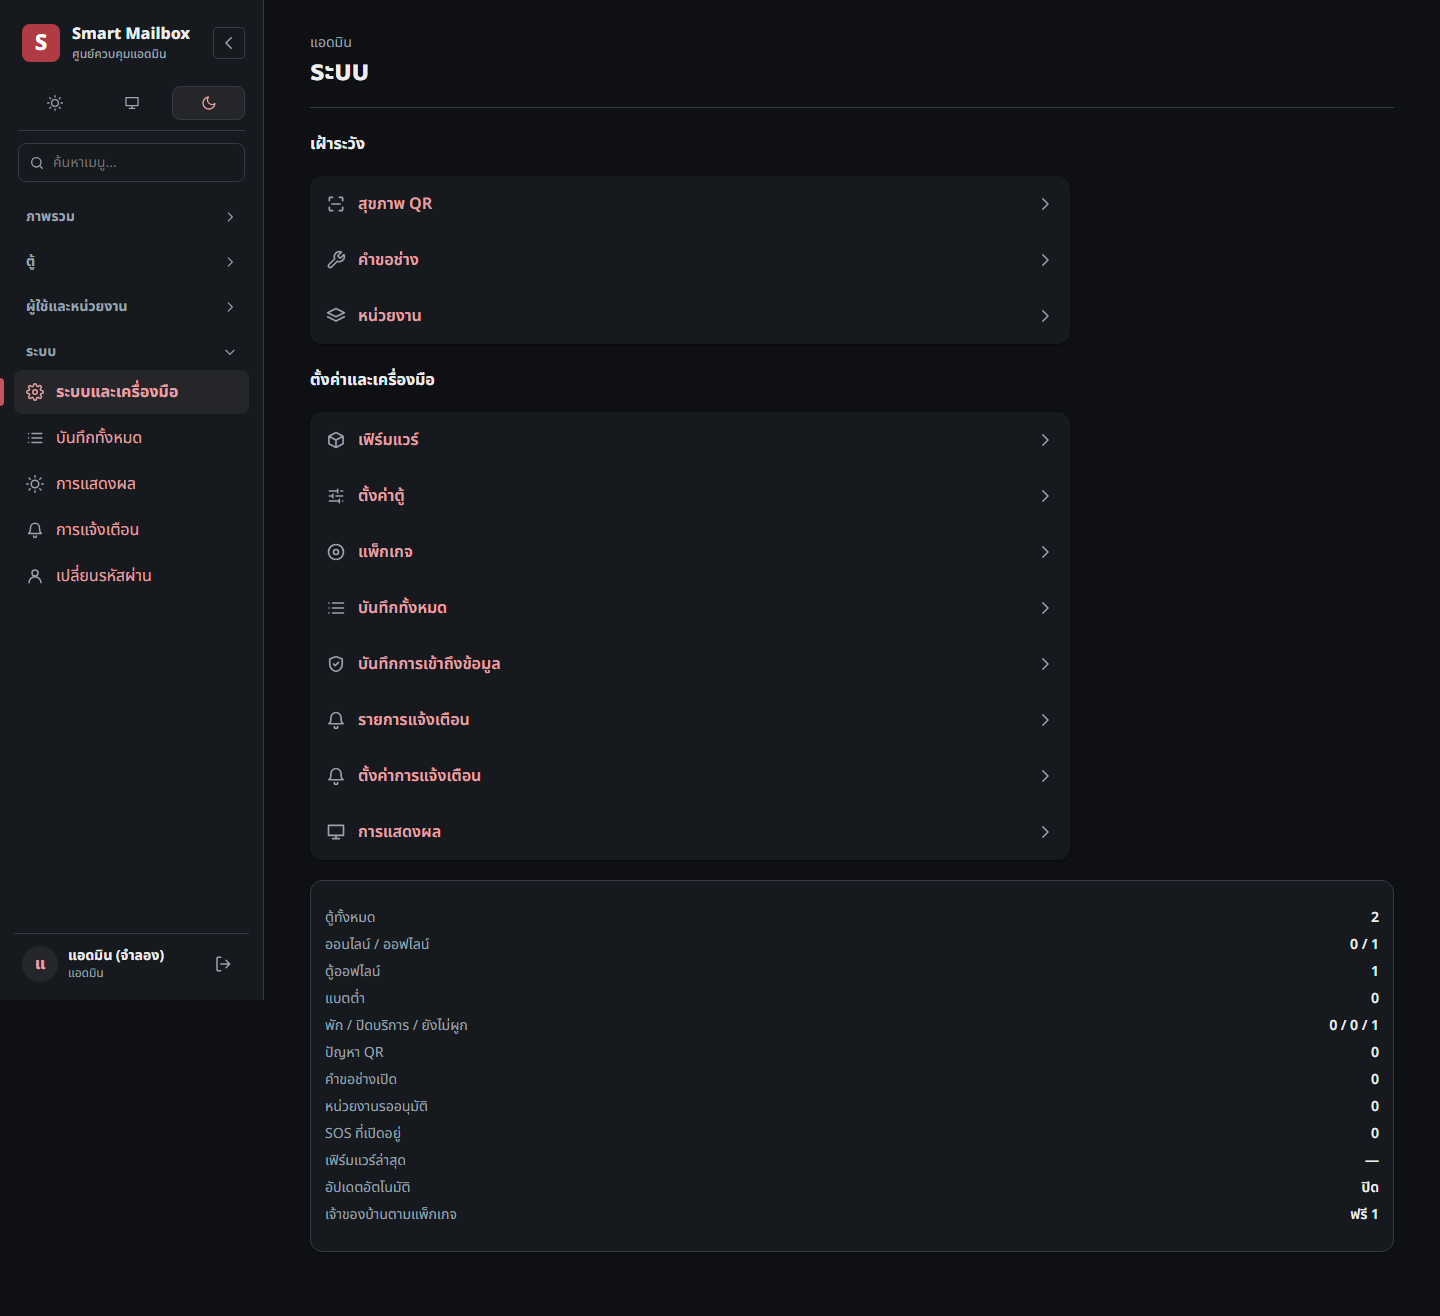 S
Smart Mailbox
ศูนย์ควบคุมแอดมิน
ค้นหาเมนู...
ภาพรวม
ตู้
ผู้ใช้และหน่วยงาน
ระบบ
ระบบและเครื่องมือ
บันทึกทั้งหมด
การแสดงผล
การแจ้งเตือน
เปลี่ยนรหัสผ่าน
แ
แอดมิน (จำลอง)
แอดมิน
แอดมิน
ระบบ
เฝ้าระวัง
สุขภาพ QR
คำขอช่าง
หน่วยงาน
ตั้งค่าและเครื่องมือ
เฟิร์มแวร์
ตั้งค่าตู้
แพ็กเกจ
บันทึกทั้งหมด
บันทึกการเข้าถึงข้อมูล
รายการแจ้งเตือน
ตั้งค่าการแจ้งเตือน
การแสดงผล
ตู้ทั้งหมด 2
ออนไลน์ / ออฟไลน์ 0 / 1
ตู้ออฟไลน์ 1
แบตต่ำ 0
พัก / ปิดบริการ / ยังไม่ผูก 0 / 0 / 1
ปัญหา QR 0
คำขอช่างเปิด 0
หน่วยงานรออนุมัติ 0
SOS ที่เปิดอยู่ 0
เฟิร์มแวร์ล่าสุด —
อัปเดตอัตโนมัติ ปิด
เจ้าของบ้านตามแพ็กเกจ ฟรี 1